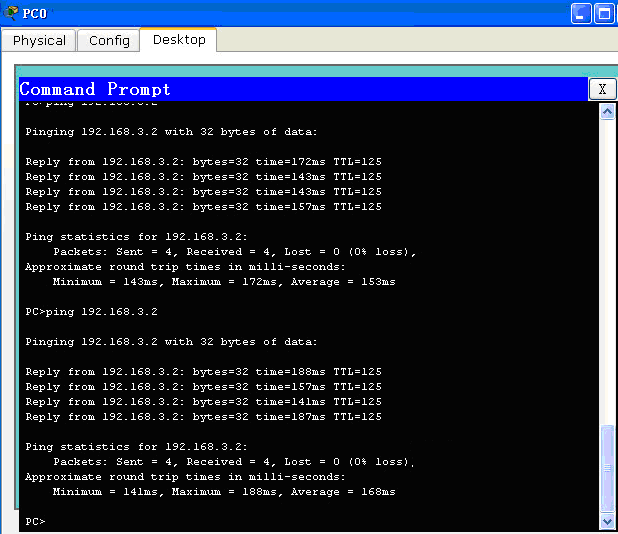 PC0
Physical Config Desktop
Command Prompt X
PC>ping 192.168.3.2
Pinging 192.168.3.2 with 32 bytes of data:
Reply from 192.168.3.2: bytes=32 time=172ms TTL=125
Reply from 192.168.3.2: bytes=32 time=143ms TTL=125
Reply from 192.168.3.2: bytes=32 time=143ms TTL=125
Reply from 192.168.3.2: bytes=32 time=157ms TTL=125
Ping statistics for 192.168.3.2:
Packets: Sent = 4, Received = 4, Lost = 0 (0% loss),
Approximate round trip times in milli-seconds:
Minimum = 143ms, Maximum = 172ms, Average = 153ms
PC>ping 192.168.3.2
Pinging 192.168.3.2 with 32 bytes of data:
Reply from 192.168.3.2: bytes=32 time=188ms TTL=125
Reply from 192.168.3.2: bytes=32 time=157ms TTL=125
Reply from 192.168.3.2: bytes=32 time=141ms TTL=125
Reply from 192.168.3.2: bytes=32 time=187ms TTL=125
Ping statistics for 192.168.3.2:
Packets: Sent = 4, Received = 4, Lost = 0 (0% loss),
Approximate round trip times in milli-seconds:
Minimum = 141ms, Maximum = 188ms, Average = 168ms
PC>